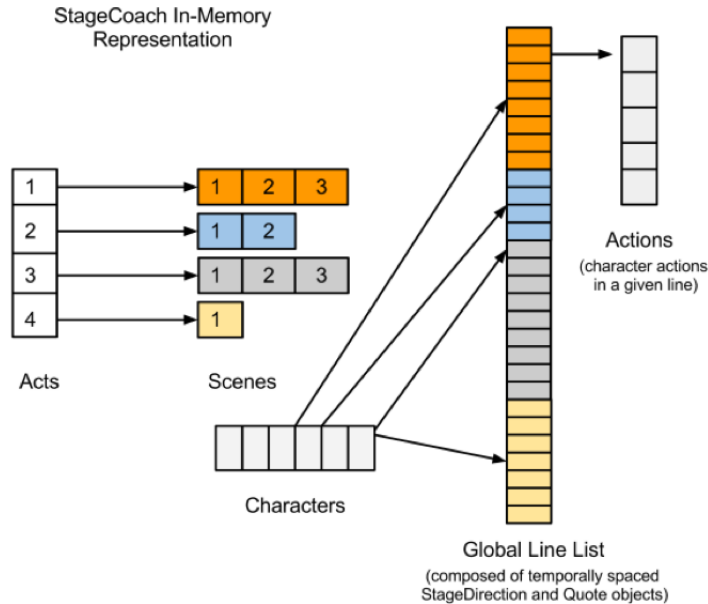 StageCoach In-Memory
Representation
1
1 2 3
2
1 2
3
1 2 3
4
1
Acts
Scenes
Characters
Actions
(character actions
in a given line)
Global Line List
(composed of temporally spaced
StageDirection and Quote objects)